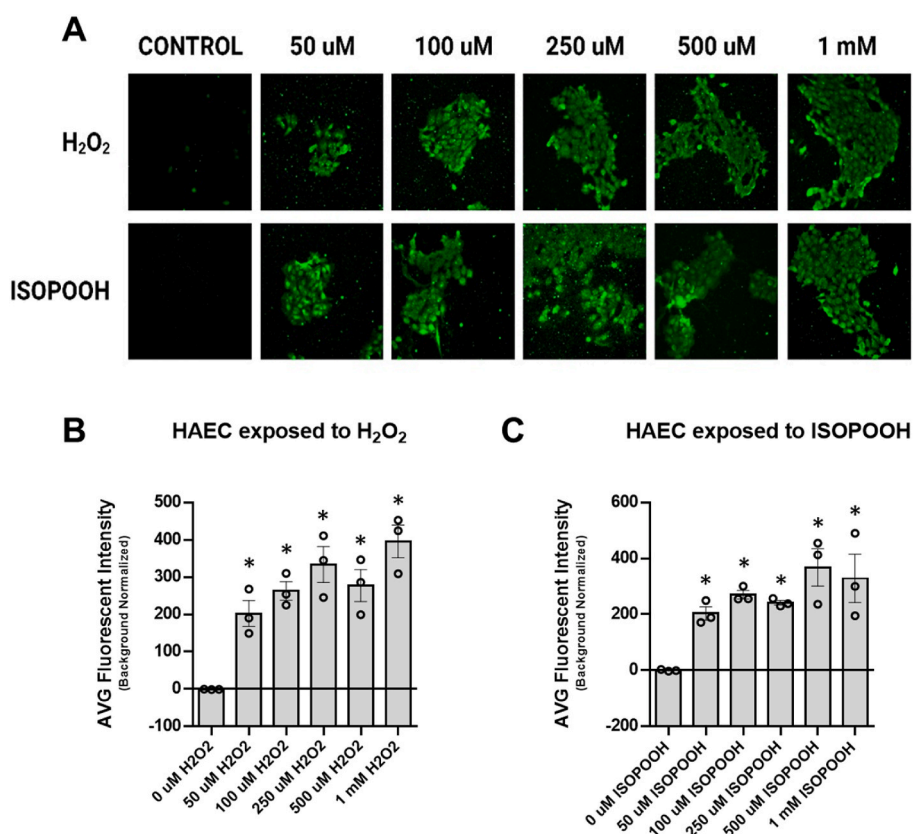 A
CONTROL 50 uM 100 uM 250 uM 500 uM 1 mM
H₂O₂
ISOPOOH
B
HAEC exposed to H₂O₂
AVG Fluorescent Intensity
(Background Normalized)
500
400
300
200
100
0
-100
* * * * *
0 uM H2O2
50 uM H2O2
100 uM H2O2
250 uM H2O2
500 uM H2O2
1 mM H2O2
C
HAEC exposed to ISOPOOH
AVG Fluorescent Intensity
(Background Normalized)
600
400
200
0
-200
* * * * *
0 uM ISOPOOH
50 uM ISOPOOH
100 uM ISOPOOH
250 uM ISOPOOH
500 uM ISOPOOH
1 mM ISOPOOH